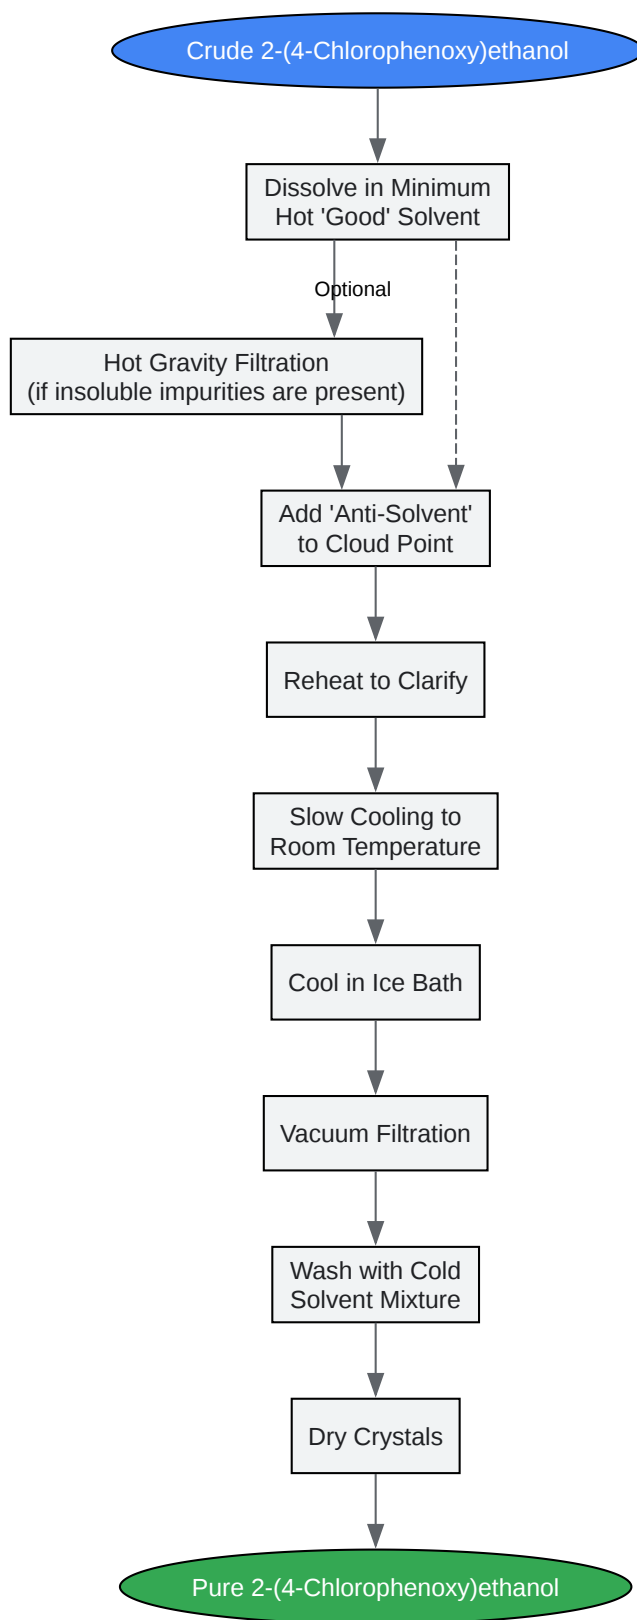 Crude 2-(4-Chlorophenoxy)ethanol
Dissolve in Minimum
Hot 'Good' Solvent
Optional
Hot Gravity Filtration
(if insoluble impurities are present)
Add 'Anti-Solvent'
to Cloud Point
Reheat to Clarify
Slow Cooling to
Room Temperature
Cool in Ice Bath
Vacuum Filtration
Wash with Cold
Solvent Mixture
Dry Crystals
Pure 2-(4-Chlorophenoxy)ethanol